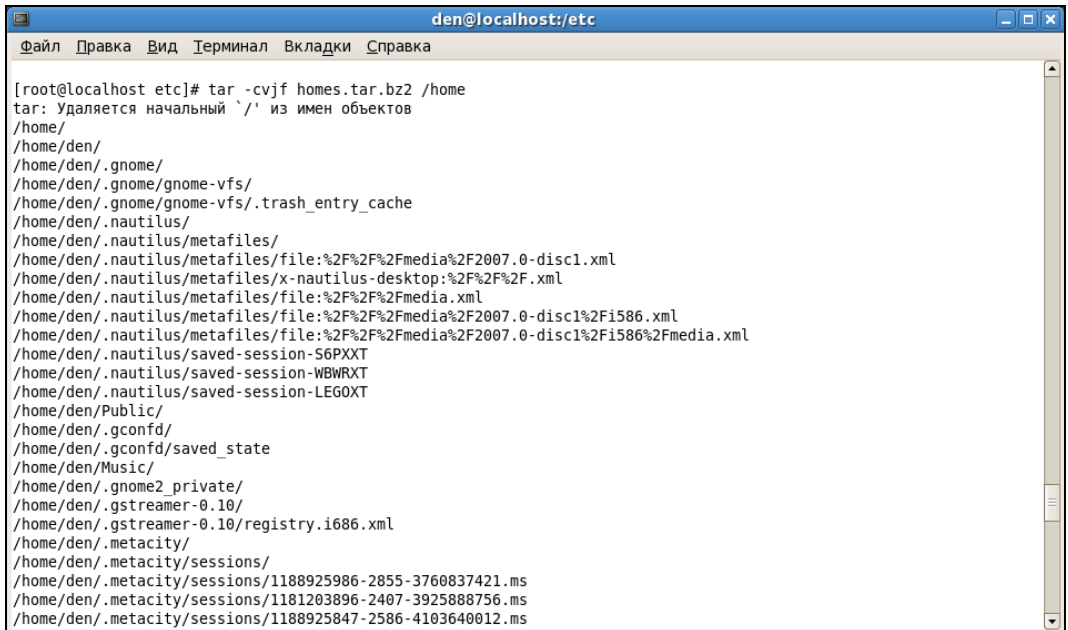 den@localhost:/etc
Файл Правка Вид Терминал Вкладки Справка
[root@localhost etc]# tar -cvjf homes.tar.bz2 /home
tar: Удаляется начальный `/' из имен объектов
/home/
/home/den/
/home/den/.gnome/
/home/den/.gnome/gnome-vfs/
/home/den/.gnome/gnome-vfs/.trash_entry_cache
/home/den/.nautilus/
/home/den/.nautilus/metafiles/
/home/den/.nautilus/metafiles/file:%2F%2F%2Fmedia%2F2007.0-disc1.xml
/home/den/.nautilus/metafiles/x-nautilus-desktop:%2F%2F%2F.xml
/home/den/.nautilus/metafiles/file:%2F%2F%2Fmedia.xml
/home/den/.nautilus/metafiles/file:%2F%2F%2Fmedia%2F2007.0-disc1%2Fi586.xml
/home/den/.nautilus/metafiles/file:%2F%2F%2Fmedia%2F2007.0-disc1%2Fi586%2Fmedia.xml
/home/den/.nautilus/saved-session-S6PXXT
/home/den/.nautilus/saved-session-WBWRXT
/home/den/.nautilus/saved-session-LEGOXT
/home/den/Public/
/home/den/.gconfd/
/home/den/.gconfd/saved_state
/home/den/Music/
/home/den/.gnome2_private/
/home/den/.gstreamer-0.10/
/home/den/.gstreamer-0.10/registry.i686.xml
/home/den/.metacity/
/home/den/.metacity/sessions/
/home/den/.metacity/sessions/1188925986-2855-3760837421.ms
/home/den/.metacity/sessions/1181203896-2407-3925888756.ms
/home/den/.metacity/sessions/1188925847-2586-4103640012.ms